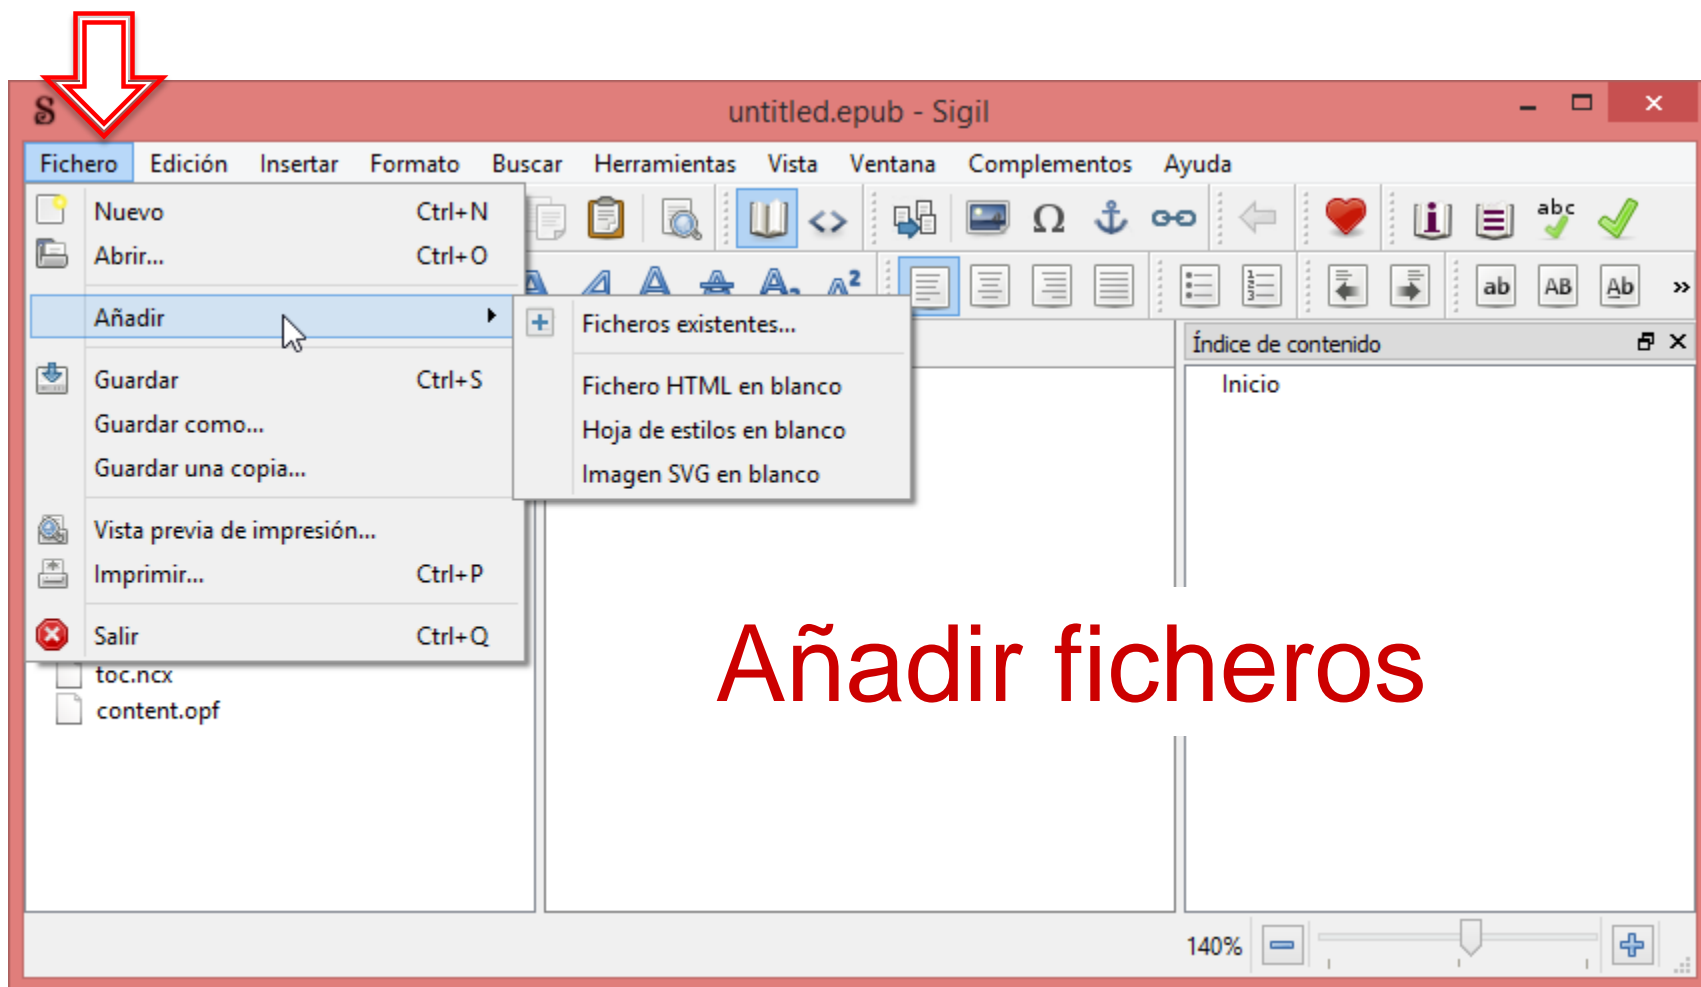 untitled.epub - Sigil
Fichero Edición Insertar Formato Buscar Herramientas Vista Ventana Complementos Ayuda
Nuevo Ctrl+N
Abrir... Ctrl+O
Añadir
Guardar Ctrl+S
Guardar como...
Guardar una copia...
Vista previa de impresión...
Imprimir... Ctrl+P
Salir Ctrl+Q
Ficheros existentes...
Fichero HTML en blanco
Hoja de estilos en blanco
Imagen SVG en blanco
abc
ab AB Ab »
toc.ncx
content.opf
Índice de contenido
Inicio
Añadir ficheros
140%